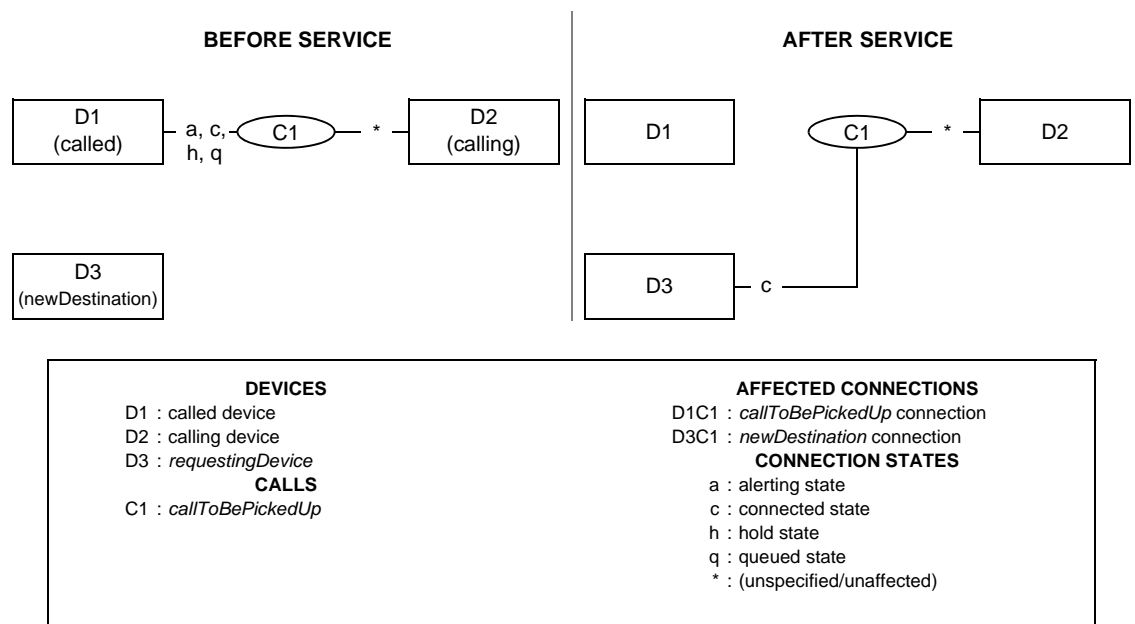 BEFORE SERVICE
AFTER SERVICE
D1
(called)
a, c,
h, q
C1
*
D2
(calling)
D1
C1
*
D2
D3
(newDestination)
D3
c
DEVICES
D1 : called device
D2 : calling device
D3 : requestingDevice
CALLS
C1 : callToBePickedUp
AFFECTED CONNECTIONS
D1C1 : callToBePickedUp connection
D3C1 : newDestination connection
CONNECTION STATES
a : alerting state
c : connected state
h : hold state
q : queued state
* : (unspecified/unaffected)